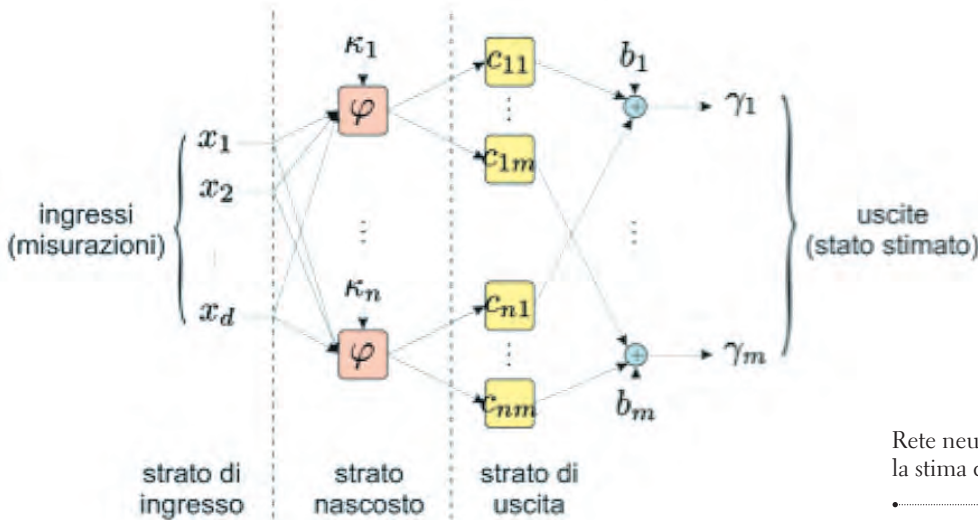 κ₁
c₁₁
b₁
φ
γ₁
x₁
x₂
c₁ₘ
ingressi
(misurazioni)
uscite
(stato stimato)
x_d
κₙ
cₙ₁
φ
γₘ
cₙₘ
bₘ
strato di
ingresso
strato
nascosto
strato di
uscita
Rete neu
la stima